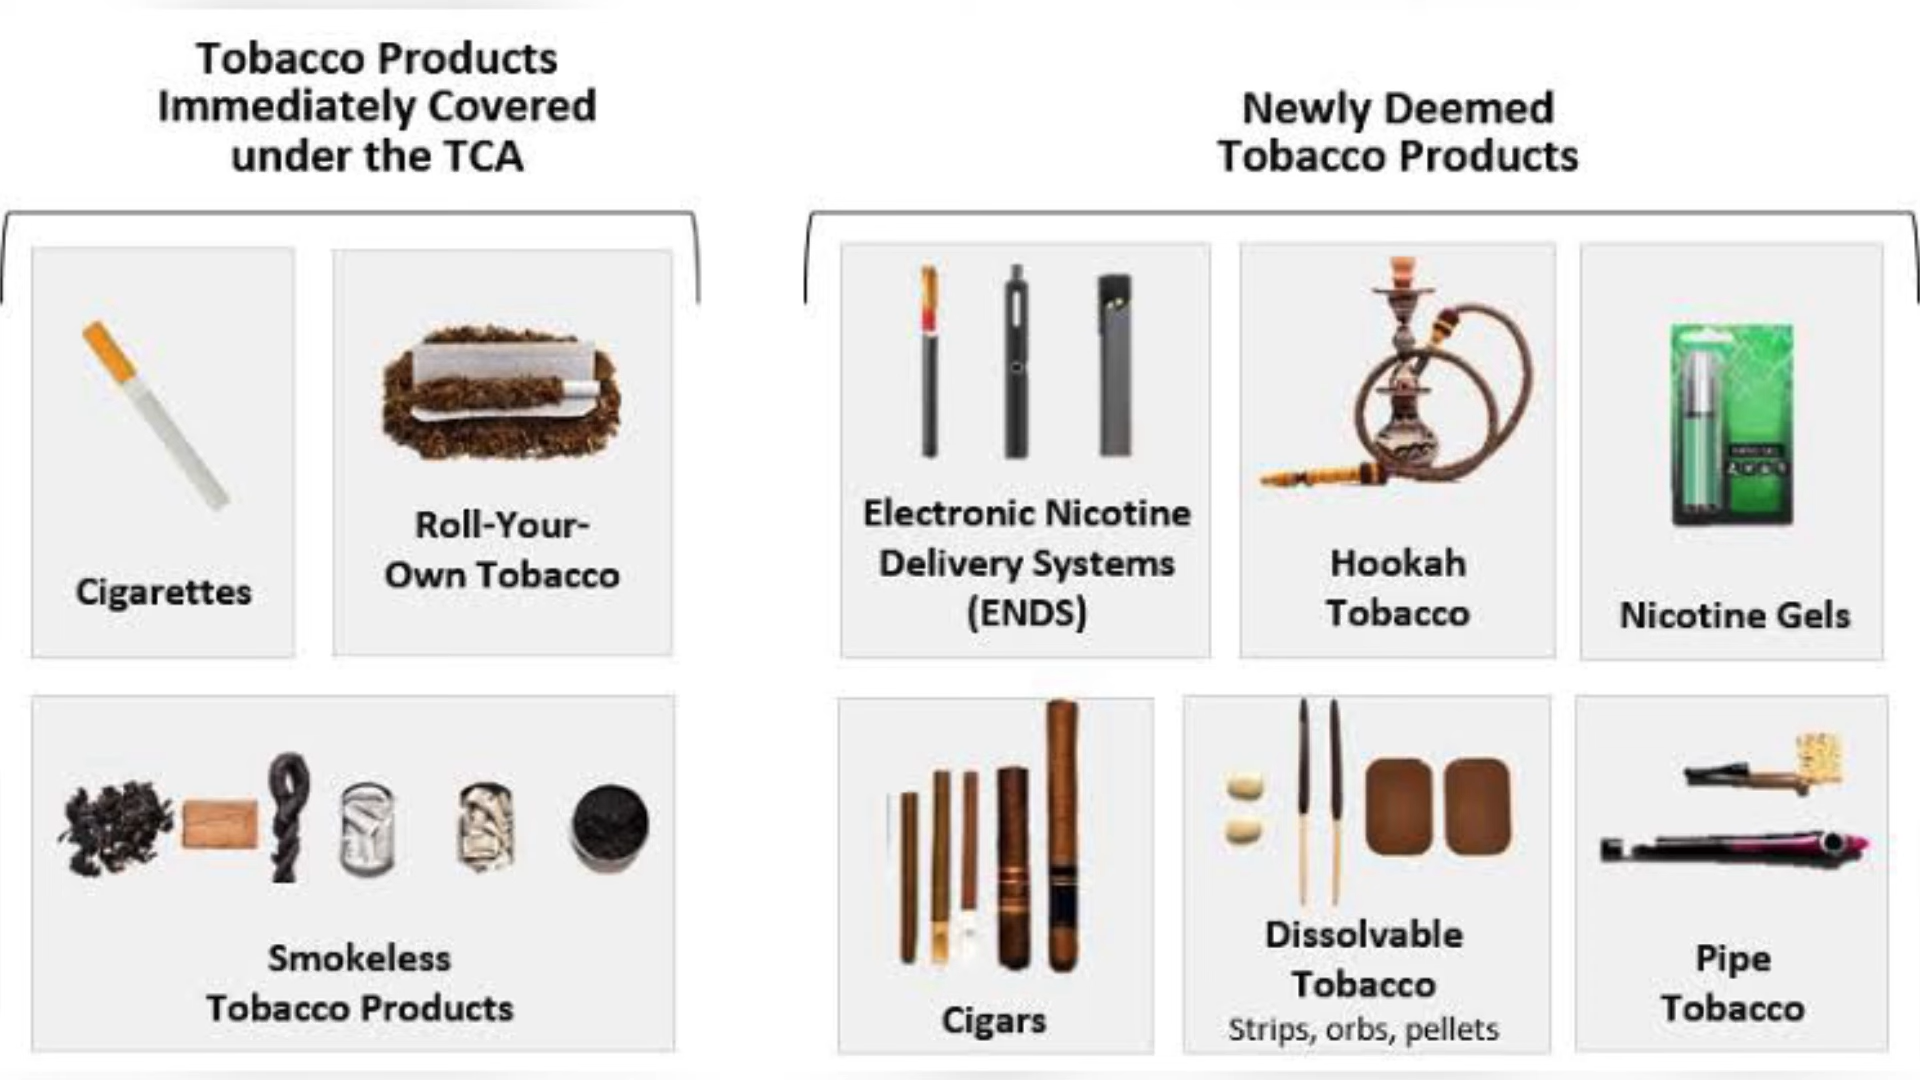 Tobacco Products
Immediately Covered
under the TCA
Newly Deemed
Tobacco Products
Cigarettes
Roll-Your-
Own Tobacco
Electronic Nicotine
Delivery Systems
(ENDS)
Hookah
Tobacco
Nicotine Gels
Smokeless
Tobacco Products
Cigars
Dissolvable
Tobacco
Strips, orbs, pellets
Pipe
Tobacco